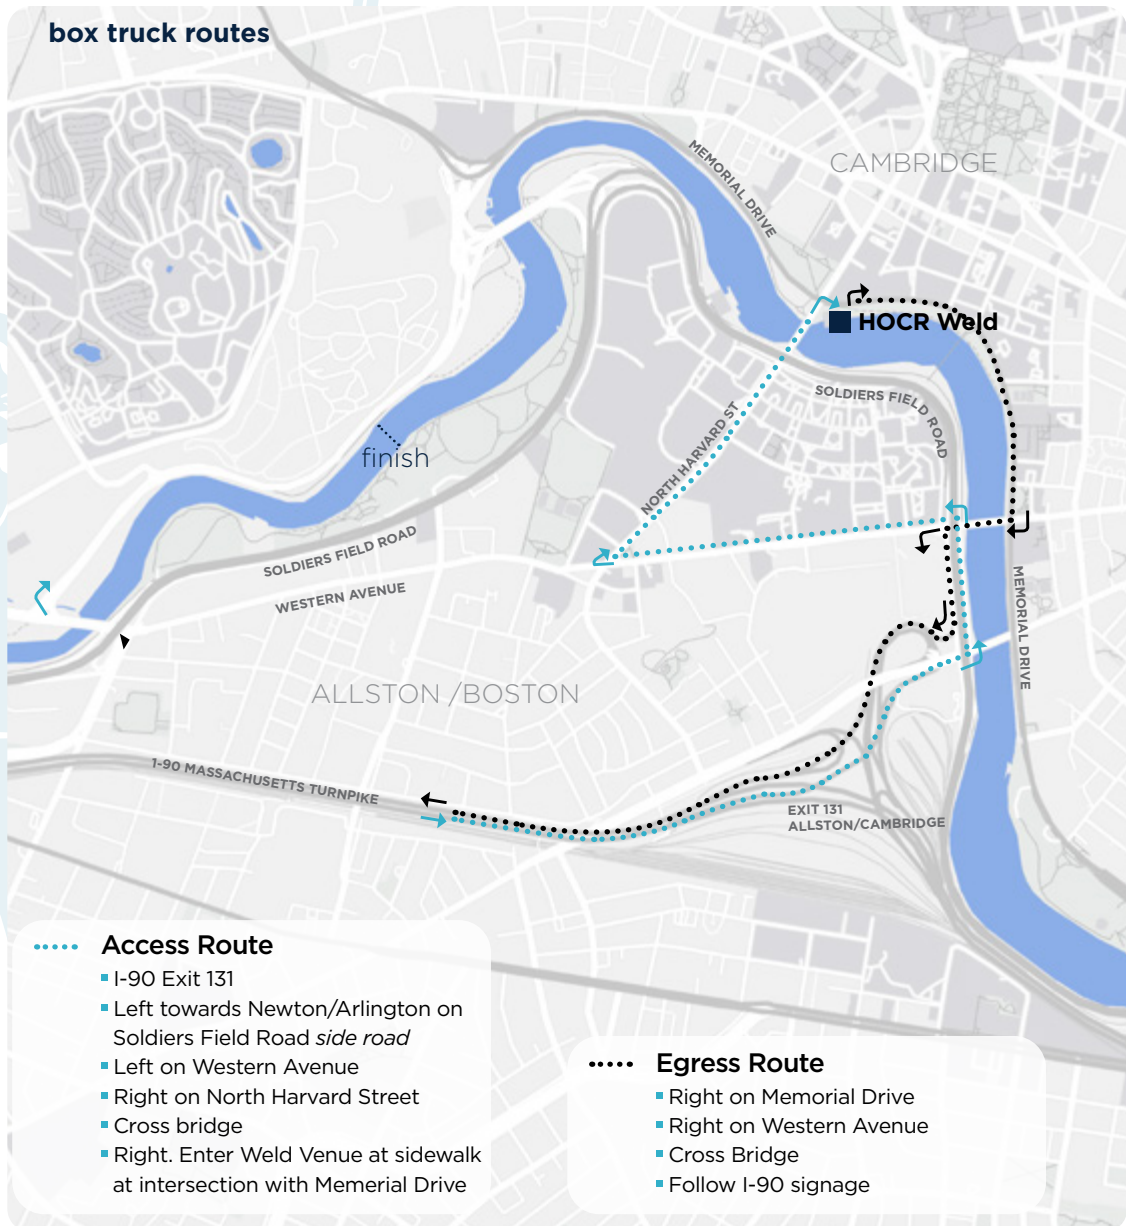 box truck routes
CAMBRIDGE
MEMORIAL DRIVE
HOCR Weld
SOLDIERS FIELD ROAD
NORTH HARVARD ST
finish
SOLDIERS FIELD ROAD
WESTERN AVENUE
MEMORIAL DRIVE
ALLSTON /BOSTON
1-90 MASSACHUSETTS TURNPIKE
EXIT 131
ALLSTON/CAMBRIDGE
Access Route
I-90 Exit 131
Left towards Newton/Arlington on
Soldiers Field Road side road
Left on Western Avenue
Right on North Harvard Street
Cross bridge
Right. Enter Weld Venue at sidewalk
at intersection with Memerial Drive
Egress Route
Right on Memorial Drive
Right on Western Avenue
Cross Bridge
Follow I-90 signage